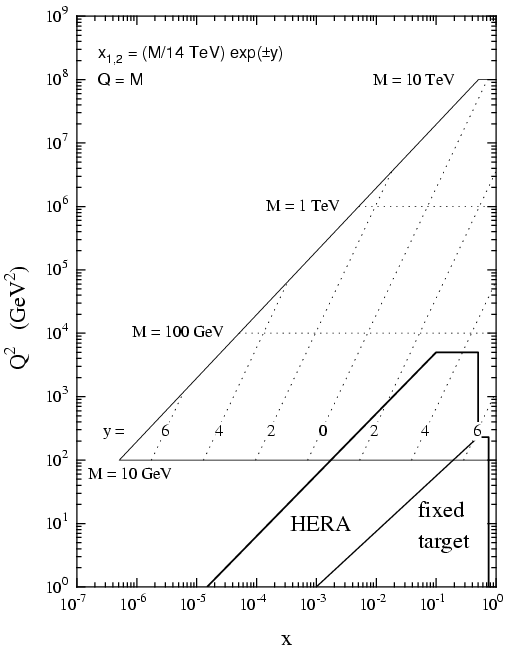 10⁹
x₁,₂ = (M/14 TeV) exp(±y)
Q = M
M = 10 TeV
10⁸
10⁷
M = 1 TeV
10⁶
10⁵
Q² (GeV²)
M = 100 GeV
10⁴
10³
y = 6 4 2 0 2 4 6
10²
M = 10 GeV
fixed
HERA
target
10¹
10⁰
10⁻⁷ 10⁻⁶ 10⁻⁵ 10⁻⁴ 10⁻³ 10⁻² 10⁻¹ 10⁰
x